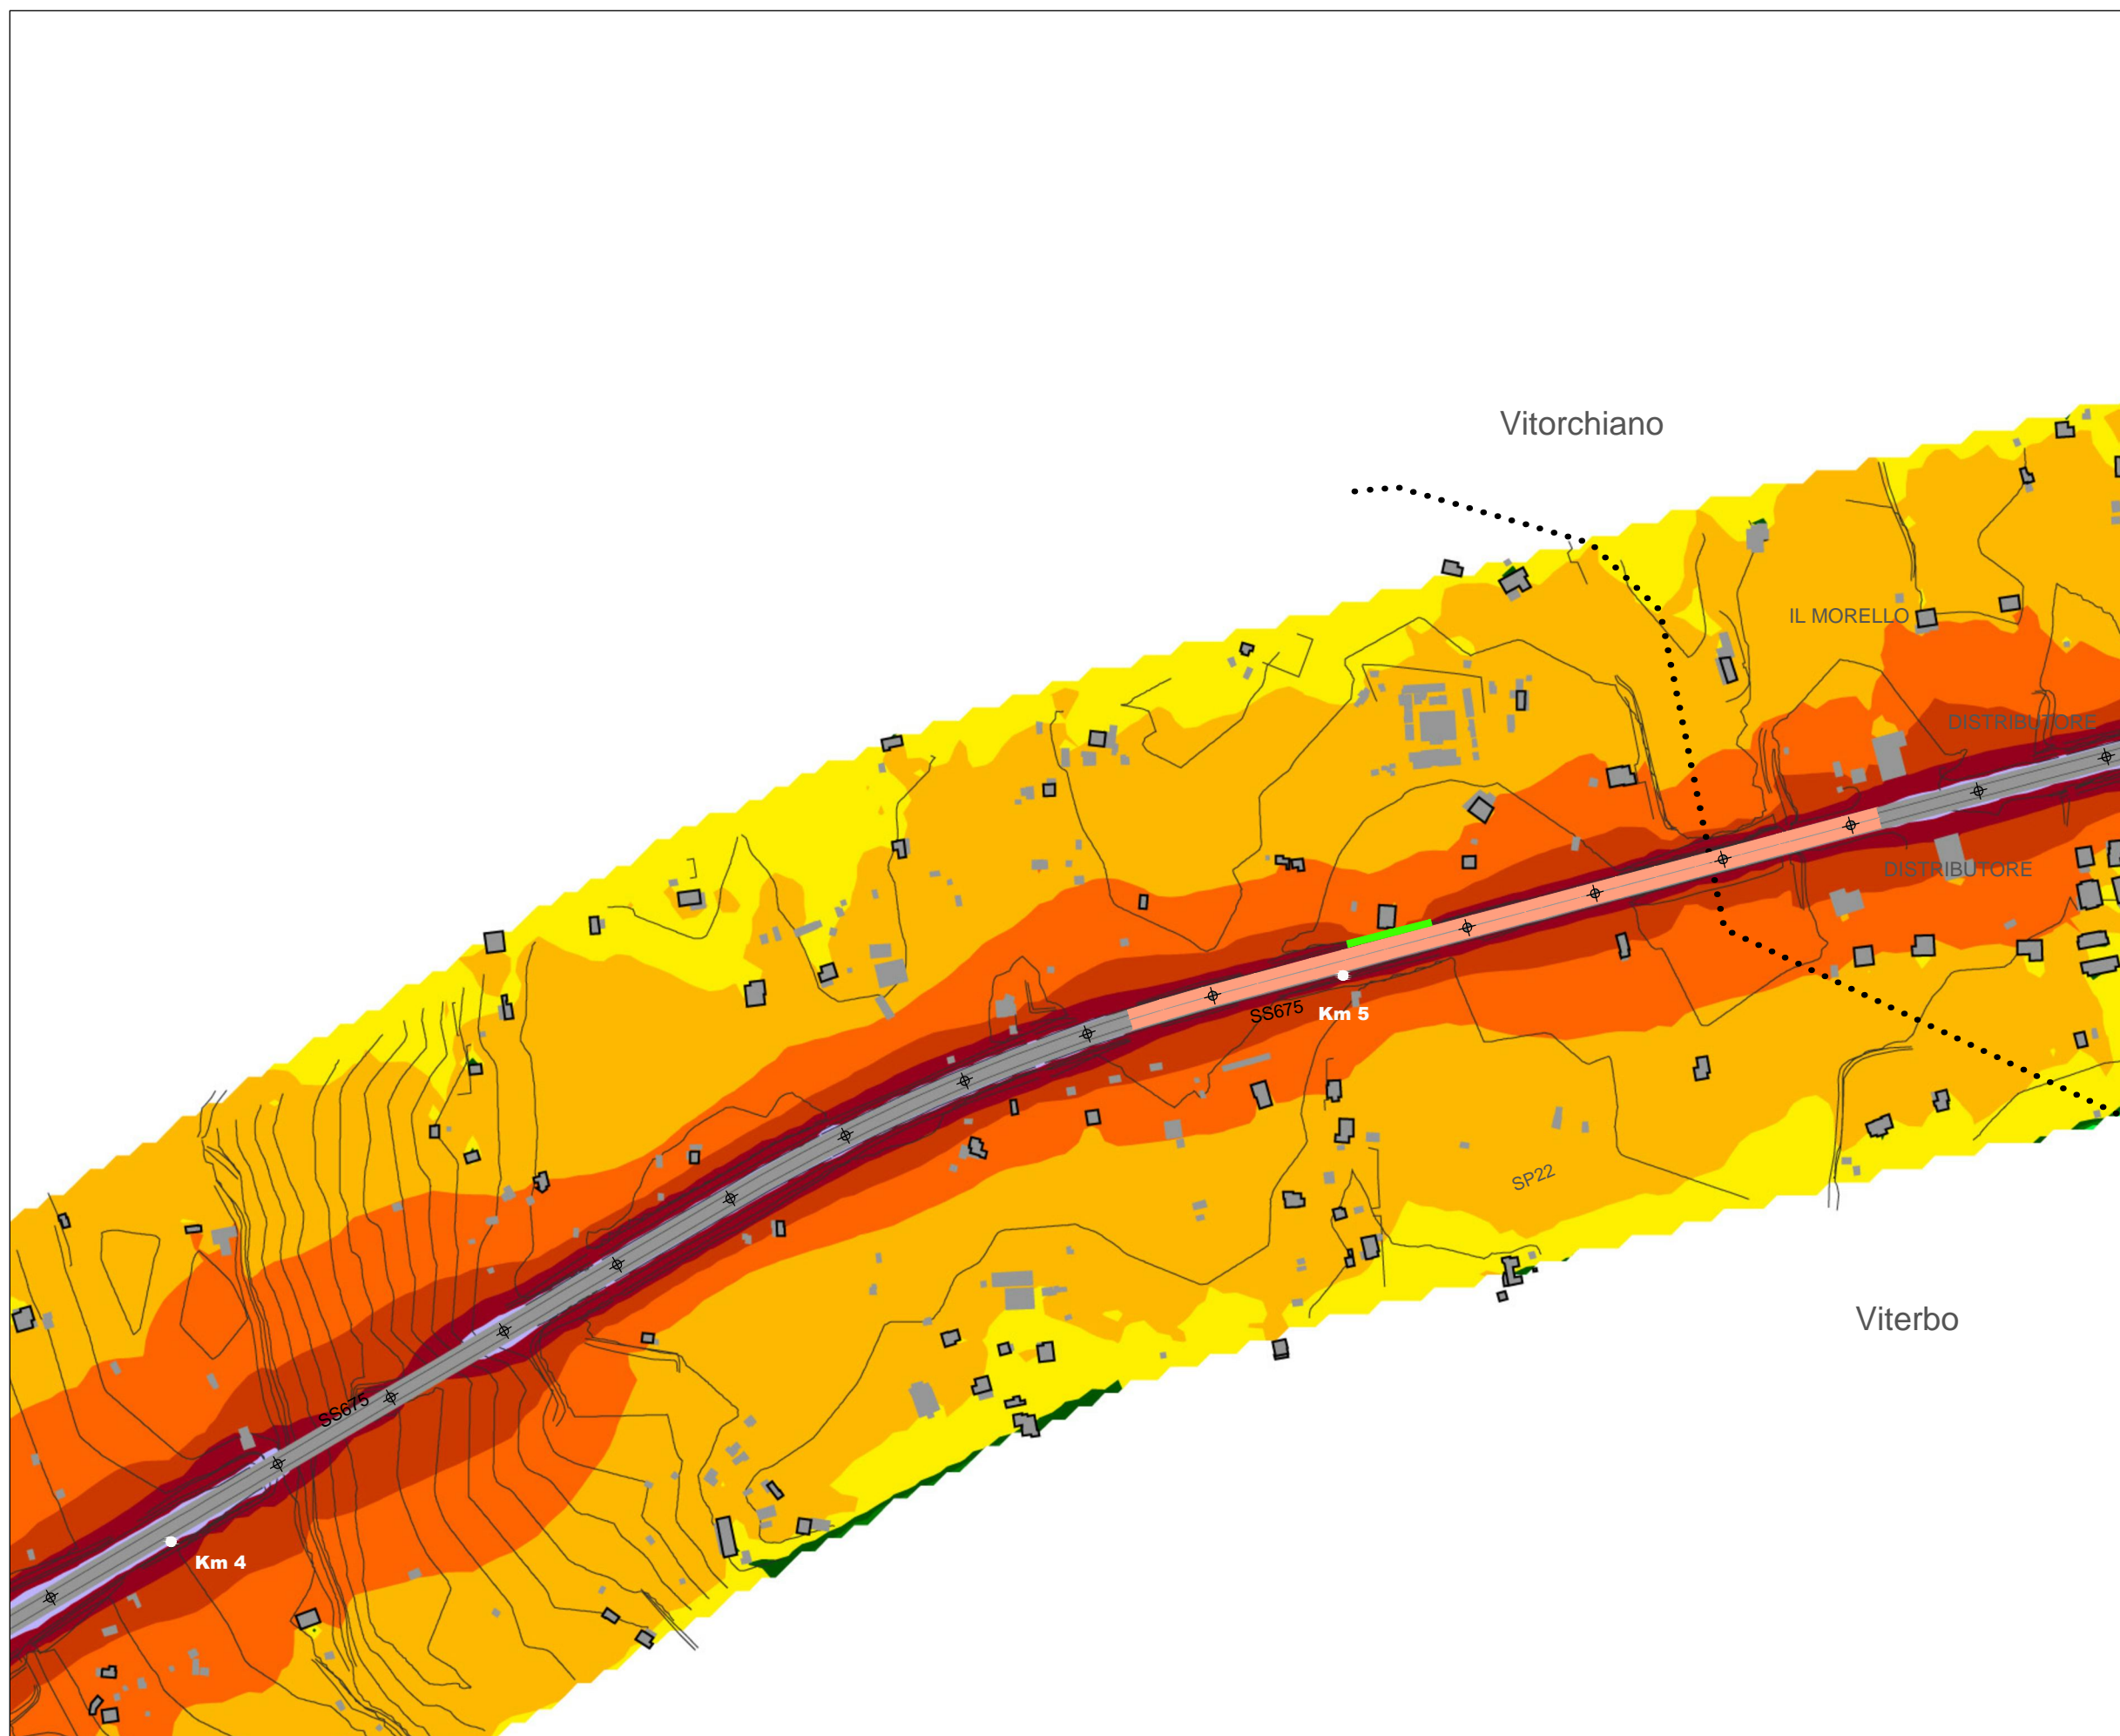 Vitorchiano
IL MORELLO
DISTRIBUTORE
DISTRIBUTORE
SS675
Km 5
SP22
Viterbo
SS675
Km 4